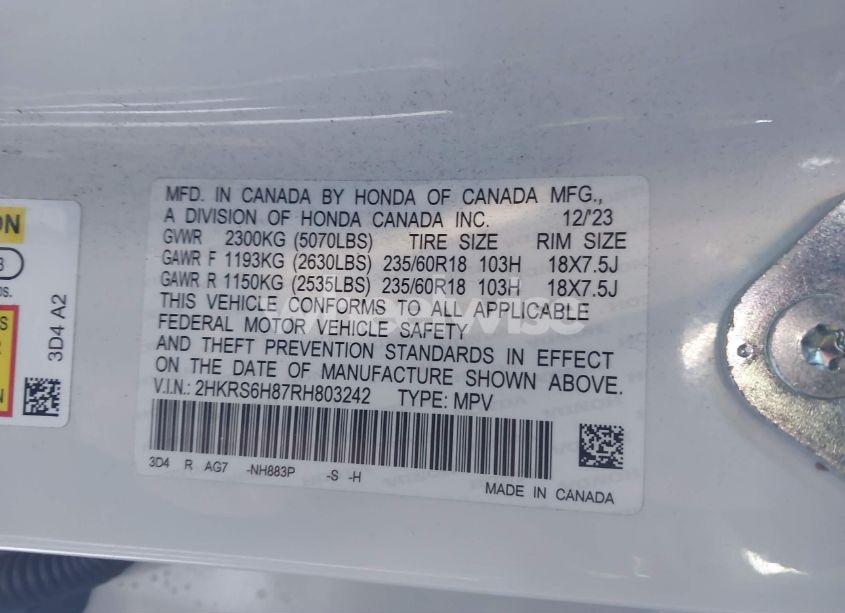 MFD. IN CANADA BY HONDA OF CANADA MFG.,
A DIVISION OF HONDA CANADA INC. 12/23
GVWR 2300KG (5070LBS) TIRE SIZE RIM SIZE
GAWR F 1193KG (2630LBS) 235/60R18 103H 18X7.5J
GAWR R 1150KG (2535LBS) 235/60R18 103H 18X7.5J
THIS VEHICLE CONFORMS TO ALL APPLICABLE
FEDERAL MOTOR VEHICLE SAFETY
AND THEFT PREVENTION STANDARDS IN EFFECT
ON THE DATE OF MANUFACTURE SHOWN ABOVE.
V.I.N.: 2HKRS6H87RH803242 TYPE: MPV
3D4 R AG7 -NH883P -S -H
MADE IN CANADA
3D4 A2